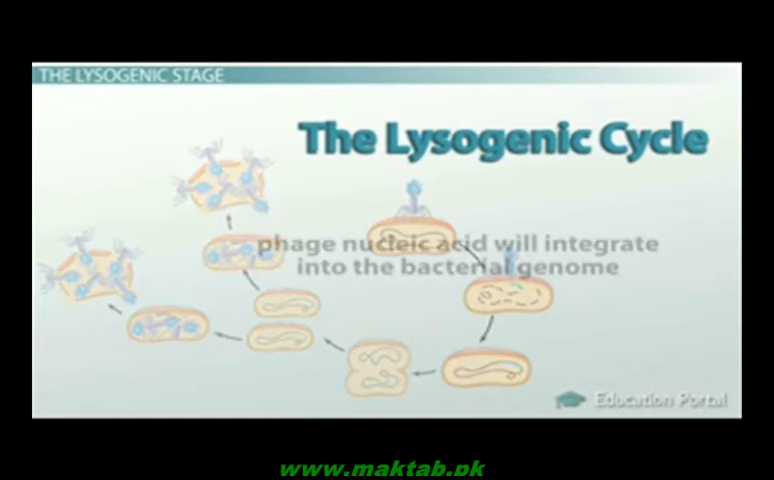 THE LYSOGENIC STAGE
The Lysogenic Cycle
phage nucleic acid will integrate
into the bacterial genome
Education Portal
www.maktab.pk